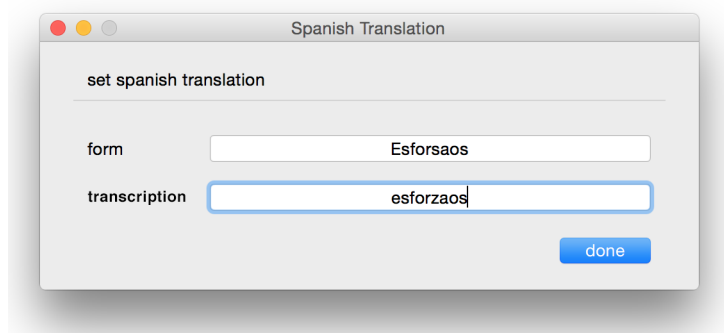 Spanish Translation
set spanish translation
form Esforsaos
transcription esforzaos
done